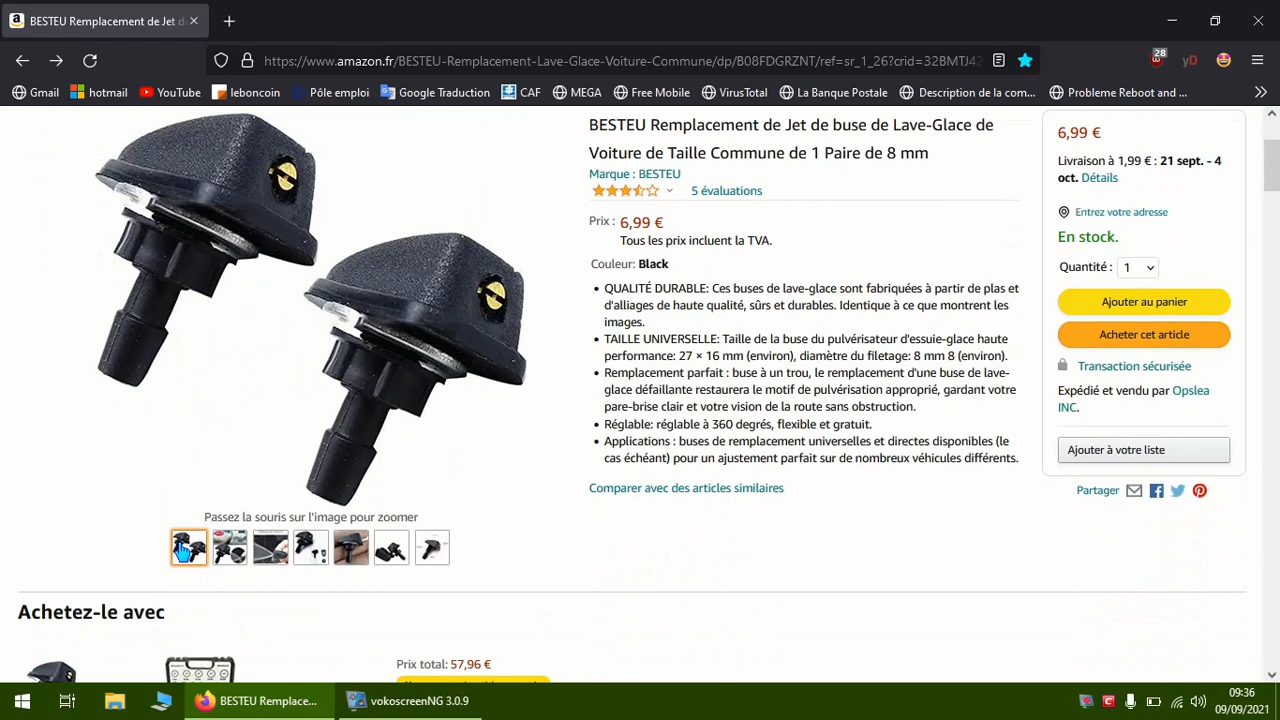 BESTEU Remplacement de Jet d
https://www.amazon.fr/BESTEU-Remplacement-Lave-Glace-Voiture-Commune/dp/B08FDGRZNT/ref=sr_1_26?crid=32BMTJ42
28
yD
Gmail
hotmail
YouTube
leboncoin
Pôle emploi
Google Traduction
CAF
MEGA
Free Mobile
VirusTotal
La Banque Postale
Description de la com...
Probleme Reboot and ...
BESTEU Remplacement de Jet de buse de Lave-Glace de
Voiture de Taille Commune de 1 Paire de 8 mm
Marque : BESTEU
5 évaluations
Prix : 6,99 €
Tous les prix incluent la TVA.
Couleur: Black
• QUALITÉ DURABLE: Ces buses de lave-glace sont fabriquées à partir de plas et
d'alliages de haute qualité, sûrs et durables. Identique à ce que montrent les
images.
• TAILLE UNIVERSELLE: Taille de la buse du pulvérisateur d'essuie-glace haute
performance: 27 × 16 mm (environ), diamètre du filetage: 8 mm 8 (environ).
• Remplacement parfait : buse à un trou, le remplacement d'une buse de lave-
glace défaillante restaurera le motif de pulvérisation approprié, gardant votre
pare-brise clair et votre vision de la route sans obstruction.
• Réglable: réglable à 360 degrés, flexible et gratuit.
• Applications : buses de remplacement universelles et directes disponibles (le
cas échéant) pour un ajustement parfait sur de nombreux véhicules différents.
Comparer avec des articles similaires
6,99 €
Livraison à 1,99 € : 21 sept. - 4
oct. Détails
Entrez votre adresse
En stock.
Quantité : 1
Ajouter au panier
Acheter cet article
Transaction sécurisée
Expédié et vendu par Opslea
INC.
Ajouter à votre liste
Partager
Passez la souris sur l'image pour zoomer
Achetez-le avec
Prix total: 57,96 €
BESTEU Remplace...
vokoscreenNG 3.0.9
09:36
09/09/2021